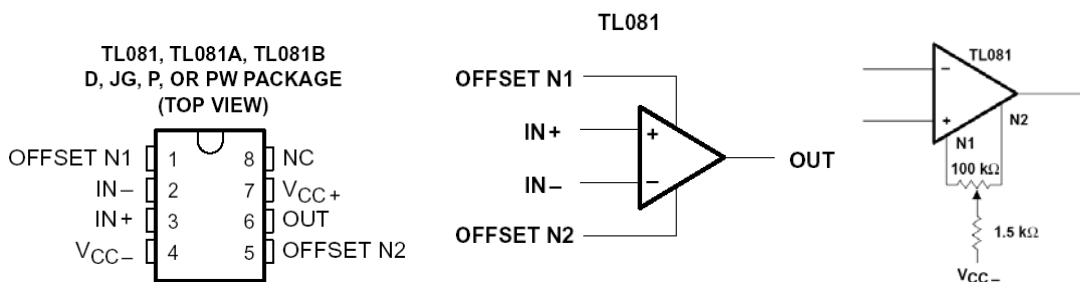 TL081, TL081A, TL081B
D, JG, P, OR PW PACKAGE
(TOP VIEW)
OFFSET N1 1 8 NC
IN− 2 7 VCC+
IN+ 3 6 OUT
VCC− 4 5 OFFSET N2
TL081
OFFSET N1
IN+
+
IN−
−
OUT
OFFSET N2
TL081
−
+
N2
N1
100 kΩ
1.5 kΩ
VCC−